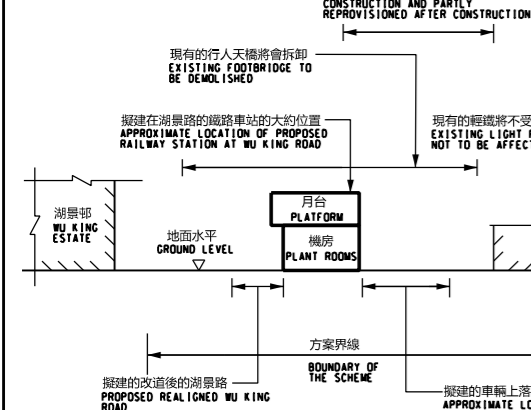 CONSTRUCTION AND PARTLY
REPROVISIONED AFTER CONSTRUCTION
現有的行人天橋將會拆卸
EXISTING FOOTBRIDGE TO
BE DEMOLISHED
擬建在湖景路的鐵路車站的大約位置
APPROXIMATE LOCATION OF PROPOSED
RAILWAY STATION AT WU KING ROAD
現有的輕鐵將不受
EXISTING LIGHT
NOT TO BE AFFEC
湖景邨
WU KING
ESTATE
地面水平
GROUND LEVEL
月台
PLATFORM
機房
PLANT ROOMS
方案界線
BOUNDARY OF
THE SCHEME
擬建的改道後的湖景路
PROPOSED REALIGNED WU KING
ROAD
擬建的車輛上落
APPROXIMATE LO